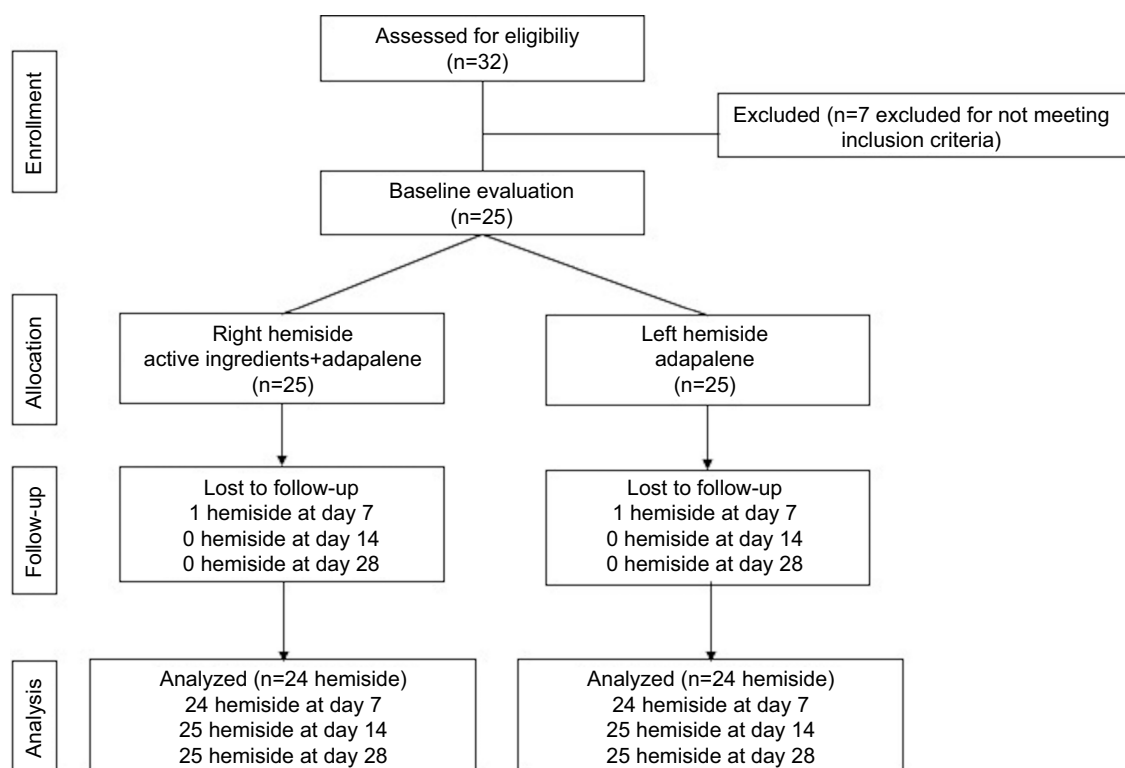 Enrollment
Assessed for eligibiliy
(n=32)
Excluded (n=7 excluded for not meeting
inclusion criteria)
Baseline evaluation
(n=25)
Allocation
Right hemiside
active ingredients+adapalene
(n=25)
Left hemiside
adapalene
(n=25)
Follow-up
Lost to follow-up
1 hemiside at day 7
0 hemiside at day 14
0 hemiside at day 28
Lost to follow-up
1 hemiside at day 7
0 hemiside at day 14
0 hemiside at day 28
Analysis
Analyzed (n=24 hemiside)
24 hemiside at day 7
25 hemiside at day 14
25 hemiside at day 28
Analyzed (n=24 hemiside)
24 hemiside at day 7
25 hemiside at day 14
25 hemiside at day 28